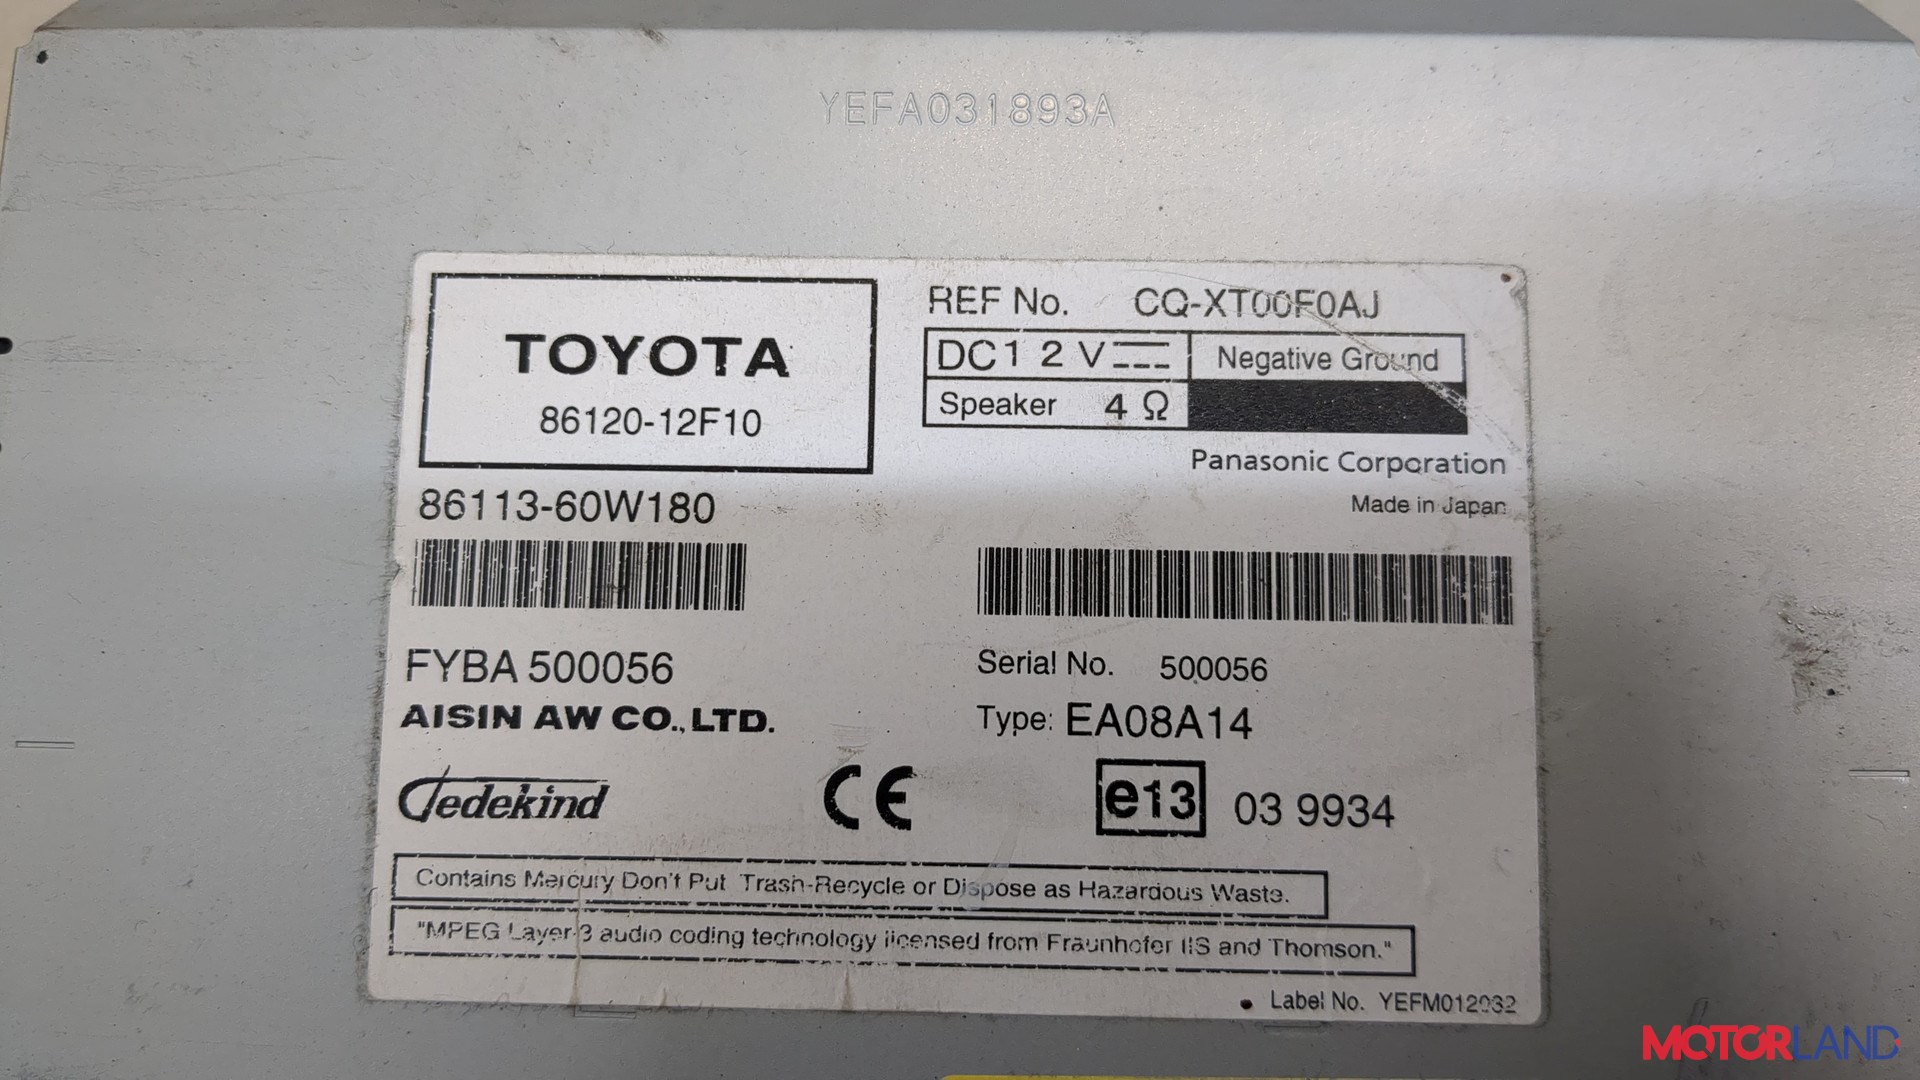 YEFA031893A
TOYOTA
86120-12F10
REF No. CQ-XT00F0AJ
DC12V Negative Ground
Speaker 4 Ω
Panasonic Corporation
Made in Japan
86113-60W180
FYBA 500056
AISIN AW CO.,LTD.
Serial No. 500056
Type: EA08A14
Gedekind
CE
e13 03 9934
Contains Mercury Don't Put Trash-Recycle or Dispose as Hazardous Waste.
"MPEG Layer-3 audio coding technology licensed from Fraunhofer IIS and Thomson."
Label No.
MOTORLAND